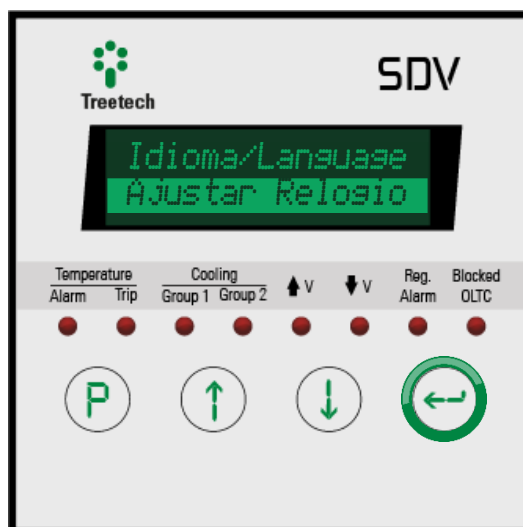 Treetech
SDV
Idioma/Language
Ajustar Relogio
Temperature
Alarm Trip
Cooling
Group 1 Group 2
V
V
Reg.
Alarm
Blocked
OLTC
P